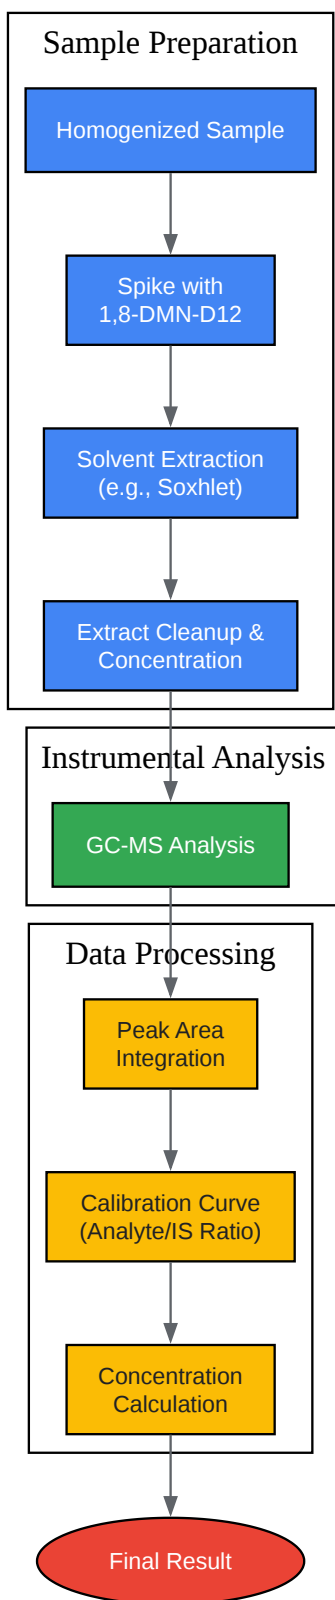 Sample Preparation
Homogenized Sample
Spike with
1,8-DMN-D12
Solvent Extraction
(e.g., Soxhlet)
Extract Cleanup &
Concentration
Instrumental Analysis
GC-MS Analysis
Data Processing
Peak Area
Integration
Calibration Curve
(Analyte/IS Ratio)
Concentration
Calculation
Final Result